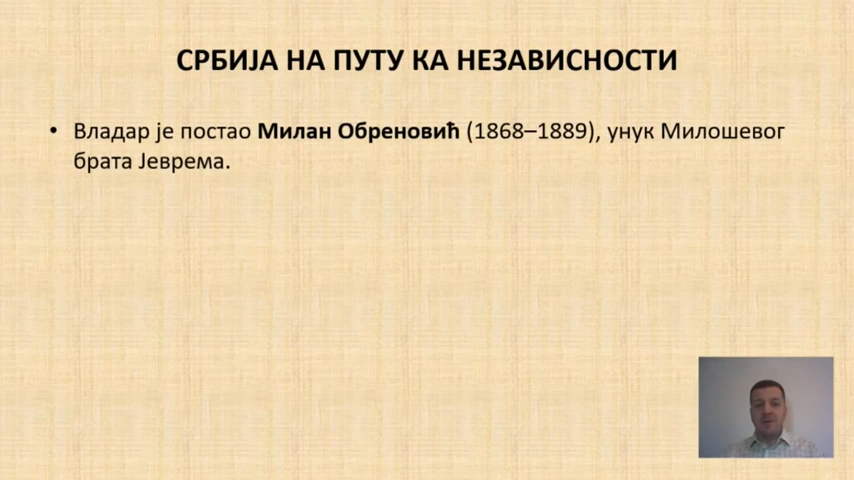 СРБИЈА НА ПУТУ КА НЕЗАВИСНОСТИ
• Владар је постао Милан Обреновић (1868–1889), унук Милошевог
брата Јеврема.